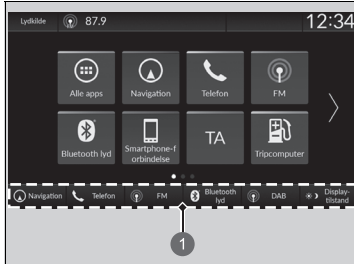 Lydkilde 87.9 12:34
Alle apps Navigation Telefon FM
Bluetooth lyd Smartphone-f
orbindelse TA Tripcomputer
Navigation Telefon FM Bluetooth
lyd DAB Display-
tilstand
1